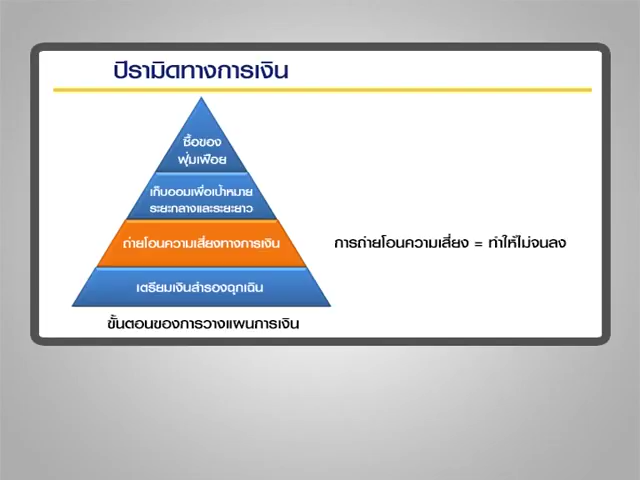 ปิรามิดทางการเงิน
ซื้อของ
ฟุ่มเฟือย
เก็บออมเพื่อเป้าหมาย
ระยะกลางและระยะยาว
ถ่ายโอนความเสี่ยงทางการเงิน
การถ่ายโอนความเสี่ยง = ทำให้ไม่จนลง
เตรียมเงินสำรองฉุกเฉิน
ขั้นตอนของการวางแผนการเงิน